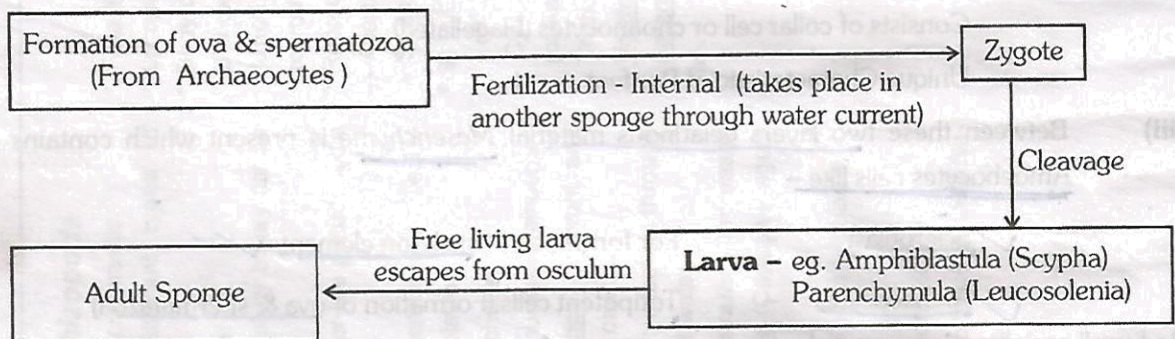 Formation of ova & spermatozoa
(From Archaeocytes )
Zygote
Fertilization - Internal (takes place in
another sponge through water current)
Cleavage
Free living larva
escapes from osculum
Larva – eg. Amphiblastula (Scypha)
Parenchymula (Leucosolenia)
Adult Sponge